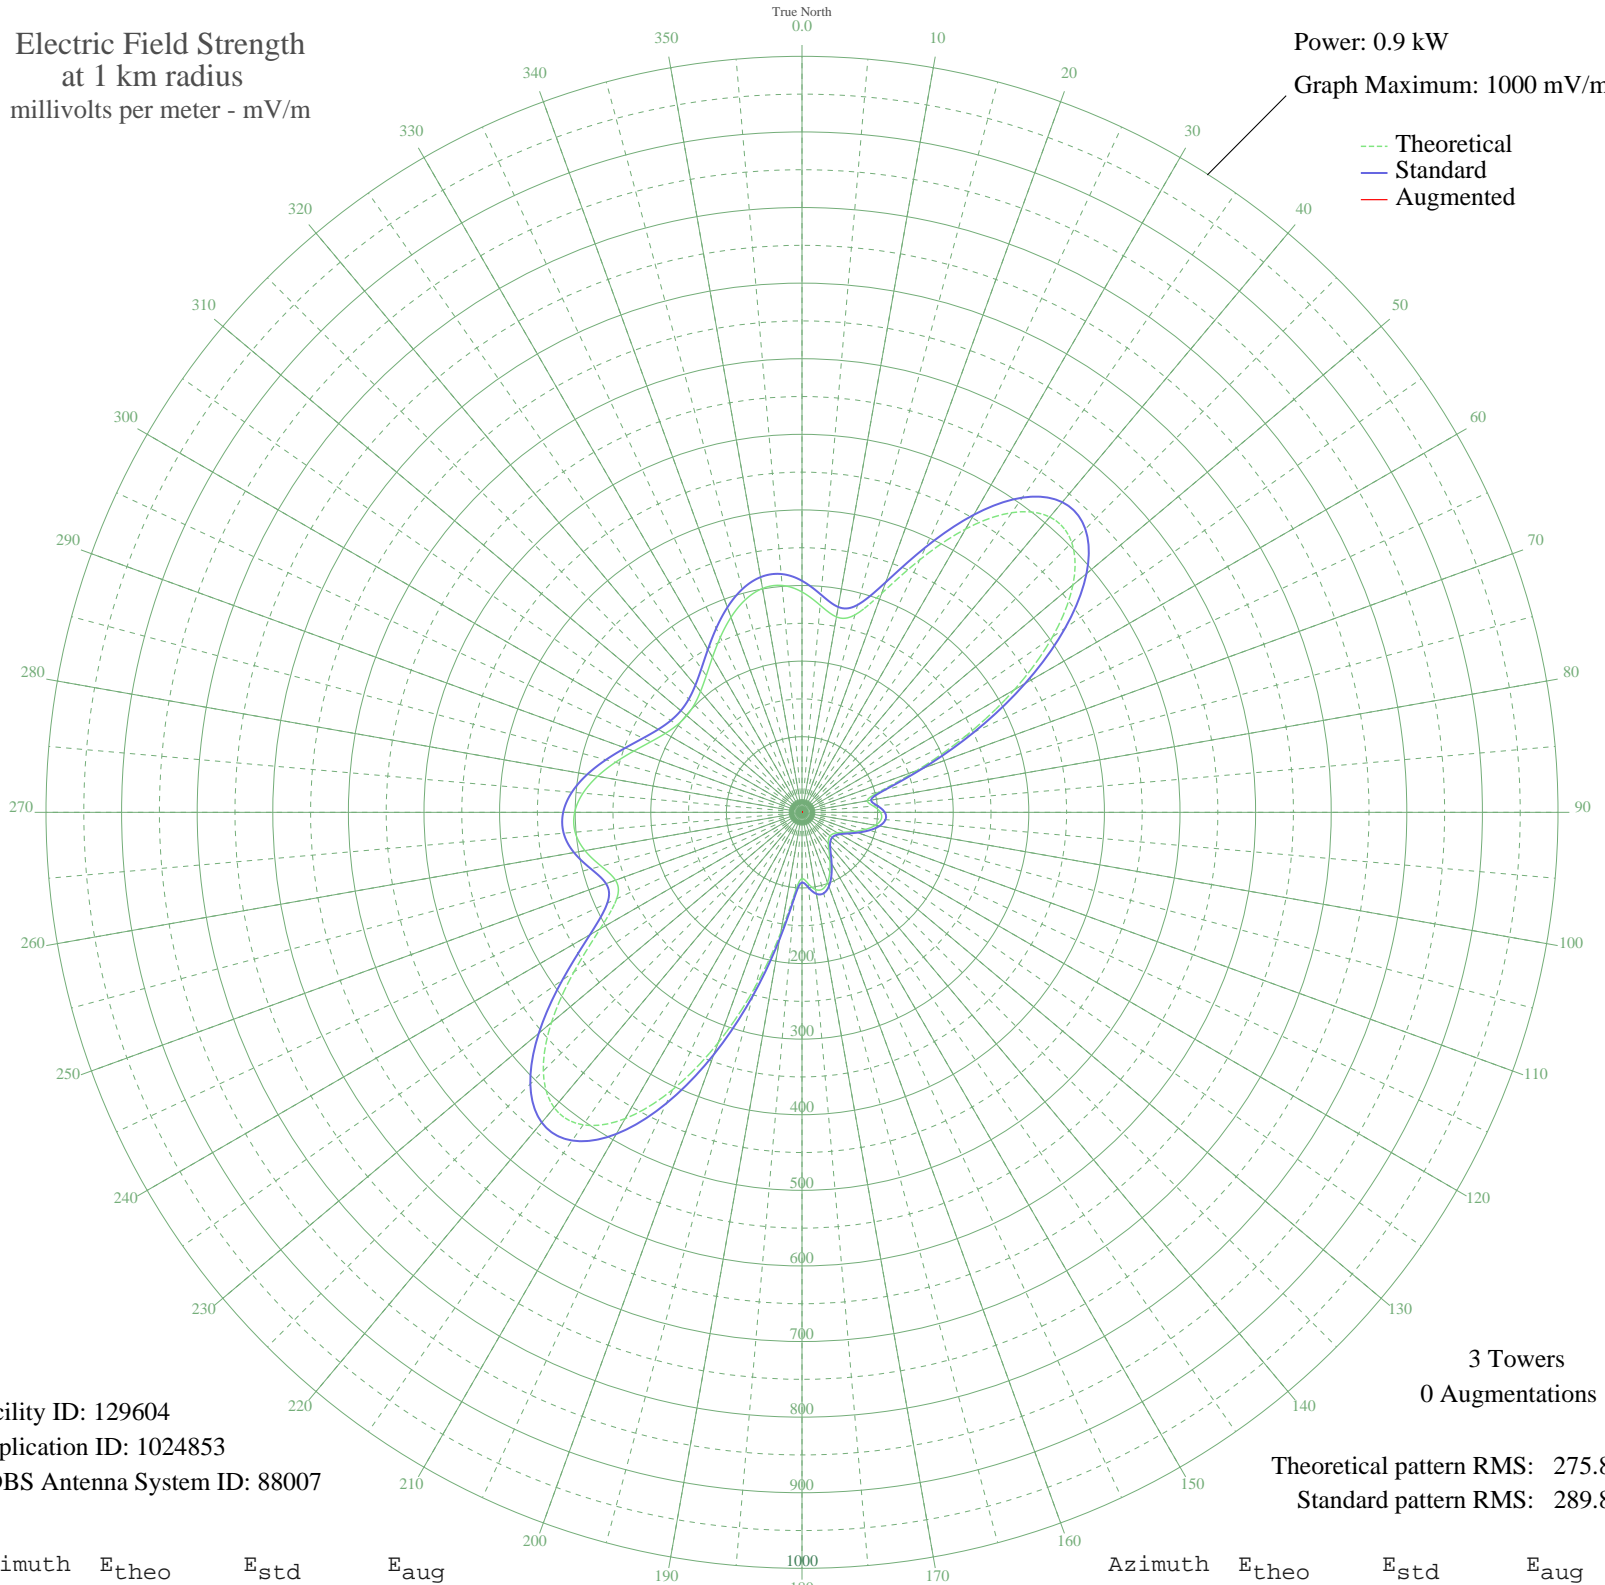 Electric Field Strength
at 1 km radius
millivolts per meter - mV/m
True North
0.0
10
20
30
40
50
60
70
80
90
100
110
120
130
140
150
160
170
190
200
210
220
230
240
250
260
270
280
290
300
310
320
330
340
350
Power: 0.9 kW
Graph Maximum: 1000 mV/m
Theoretical
Standard
Augmented
200
300
400
500
600
700
800
900
1000
3 Towers
0 Augmentations
cility ID: 129604
plication ID: 1024853
DBS Antenna System ID: 88007
Theoretical pattern RMS: 275.8
Standard pattern RMS: 289.8
imuth Etheo Estd Eaug
Azimuth Etheo Estd Eaug